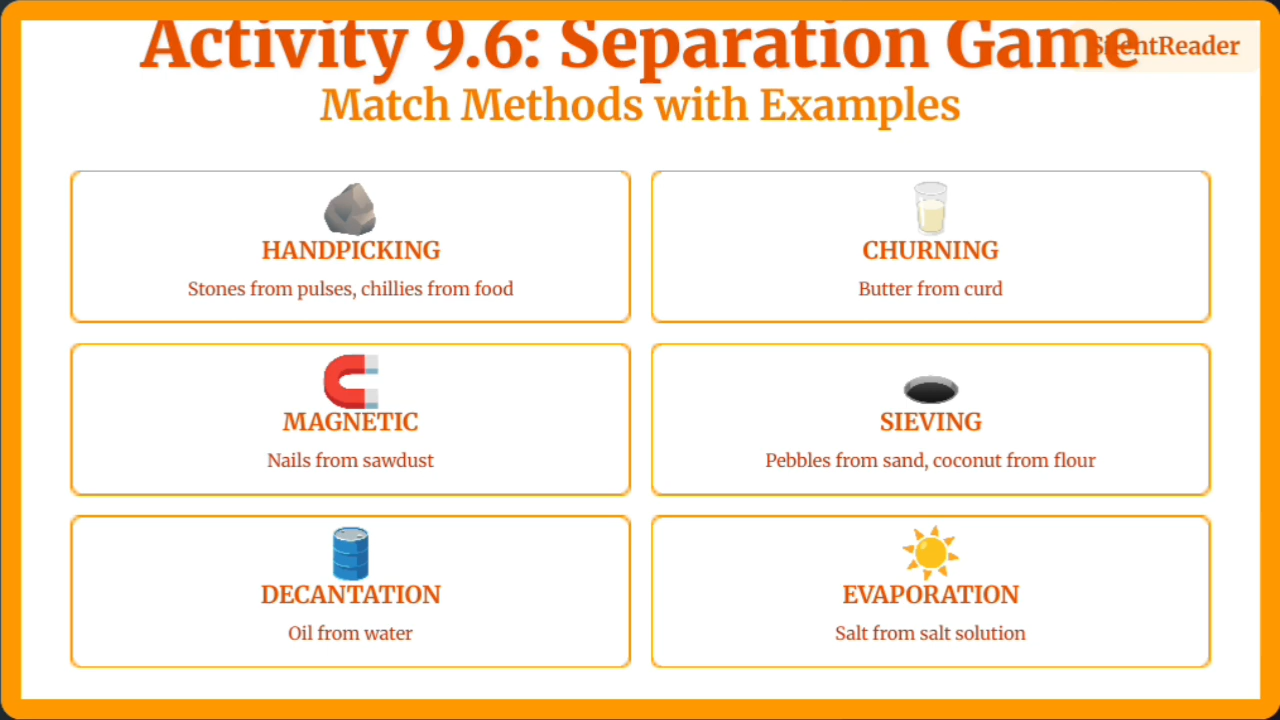 Activity 9.6: Separation Game
SilentReader
Match Methods with Examples
HANDPICKING
Stones from pulses, chillies from food
CHURNING
Butter from curd
MAGNETIC
Nails from sawdust
SIEVING
Pebbles from sand, coconut from flour
DECANTATION
Oil from water
EVAPORATION
Salt from salt solution